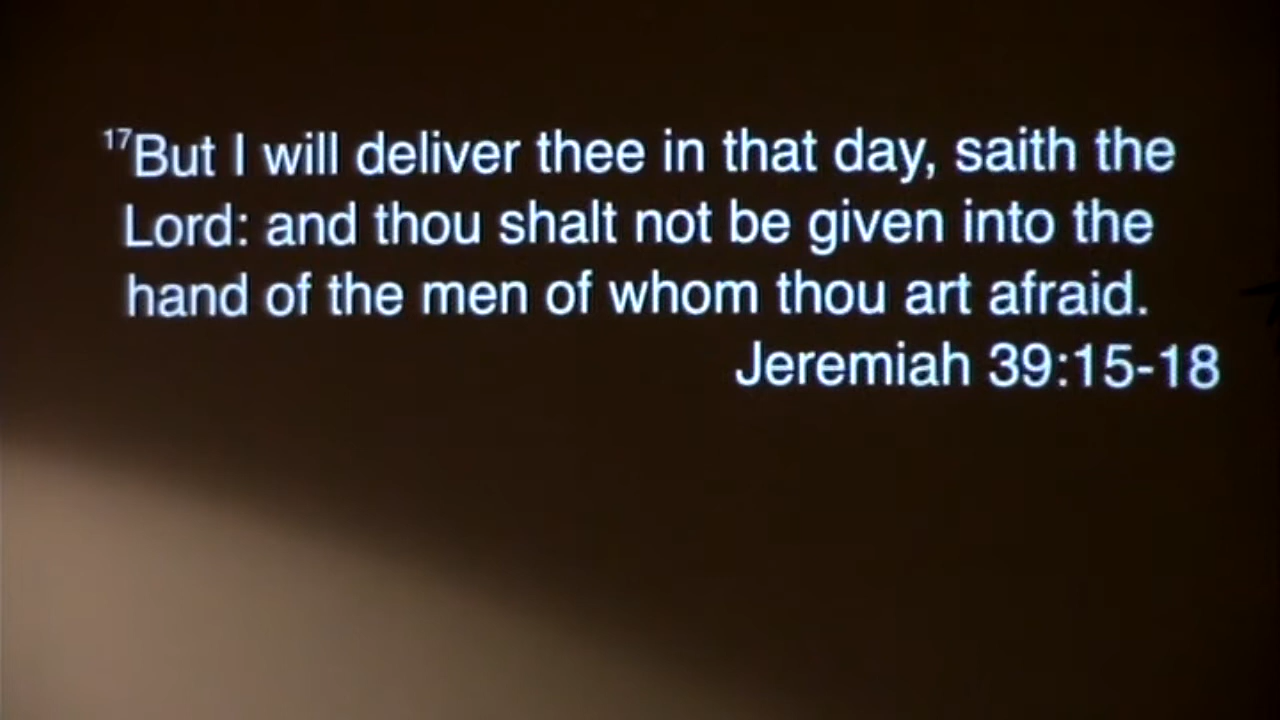 17But I will deliver thee in that day, saith the
Lord: and thou shalt not be given into the
hand of the men of whom thou art afraid.
Jeremiah 39:15-18